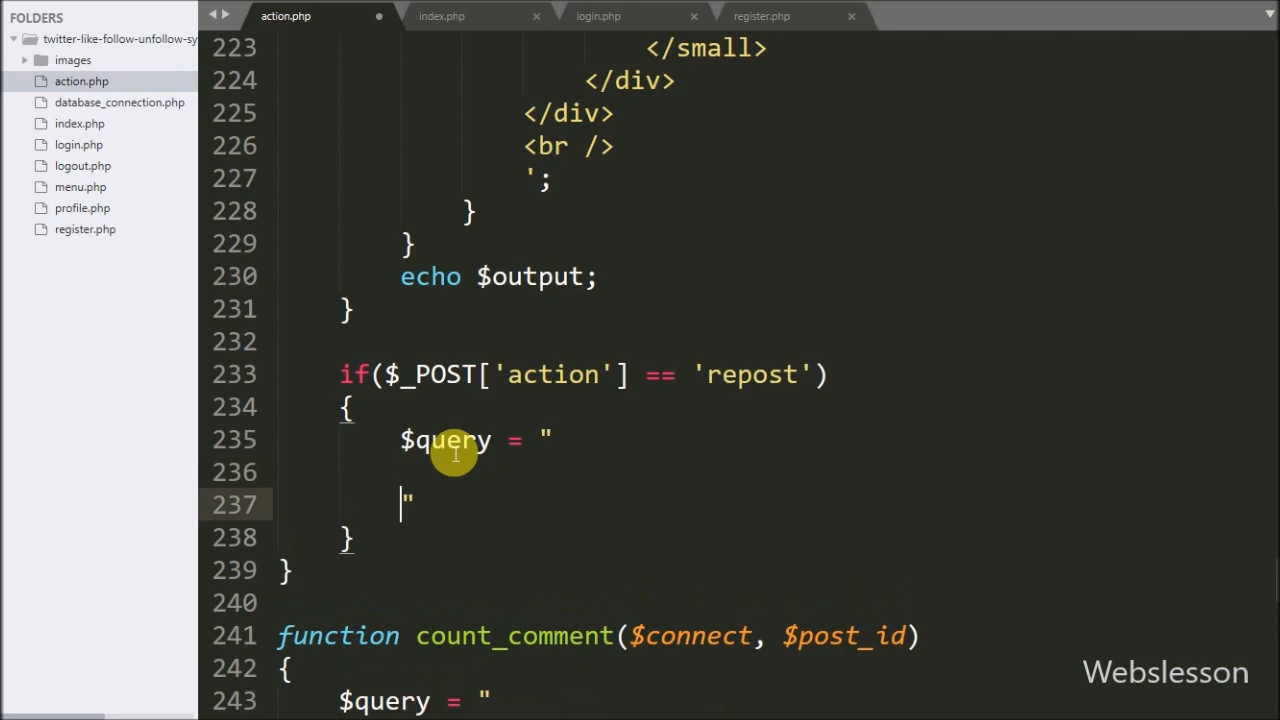 FOLDERS
twitter-like-follow-unfollow-sy
images
action.php
database_connection.php
index.php
login.php
logout.php
menu.php
profile.php
register.php
action.php
index.php
login.php
register.php
223 </small>
224 </div>
225 </div>
226 <br />
227 ';
228 }
229 }
230 echo $output;
231 }
232
233 if($_POST['action'] == 'repost')
234 {
235 $query = "
236
237 "
238 }
239 }
240
241 function count_comment($connect, $post_id)
242 {
243 $query = "
Webslesson